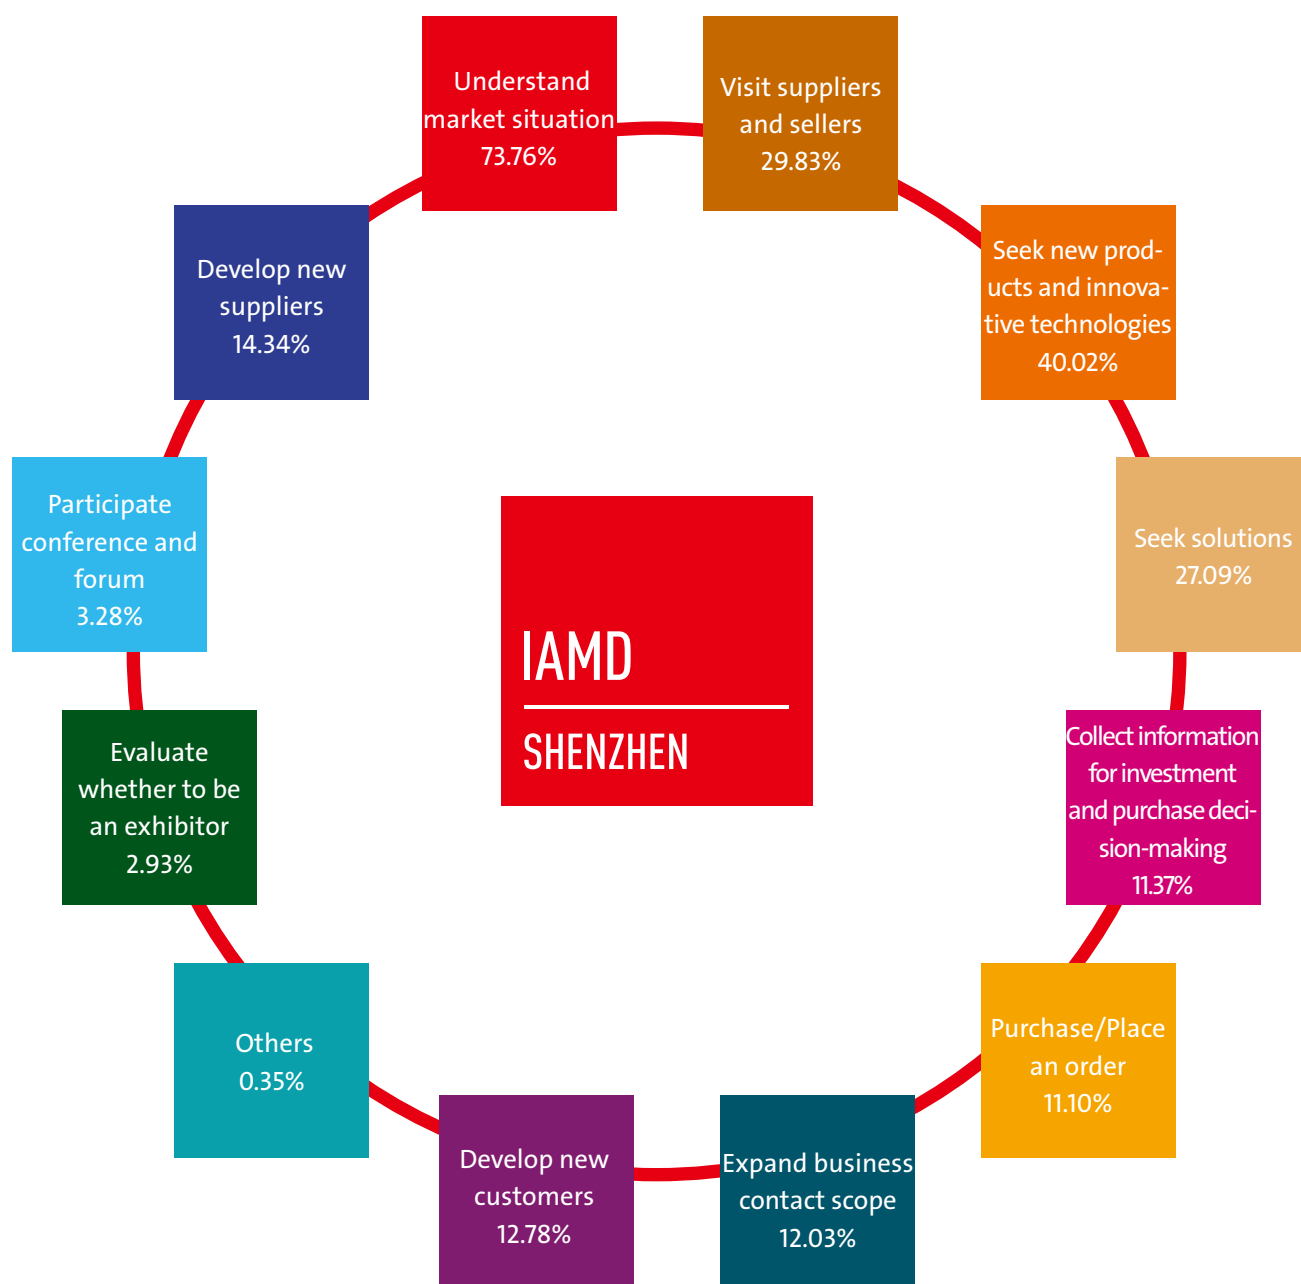 Understand
market situation
73.76%
Visit suppliers
and sellers
29.83%
Seek new prod-
ucts and innova-
tive technologies
40.02%
Seek solutions
27.09%
Collect information
for investment
and purchase deci-
sion-making
11.37%
Purchase/Place
an order
11.10%
Expand business
contact scope
12.03%
Develop new
customers
12.78%
Others
0.35%
Evaluate
whether to be
an exhibitor
2.93%
Participate
conference and
forum
3.28%
Develop new
suppliers
14.34%
IAMD
SHENZHEN